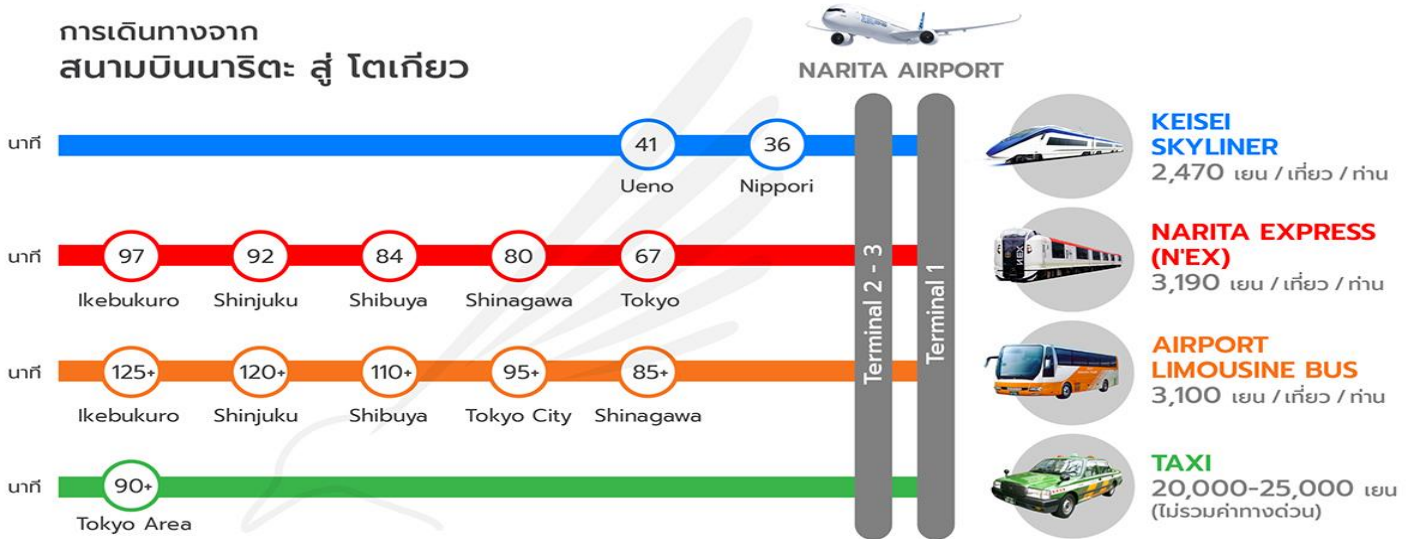 การเดินทางจาก
สนามบินนาริตะ สู่ โตเกียว
NARITA AIRPORT
นาที
41
36
Ueno
Nippori
KEISEI
SKYLINER
2,470 เยน / เที่ยว / ท่าน
นาที
97
92
84
80
67
Ikebukuro
Shinjuku
Shibuya
Shinagawa
Tokyo
NEX
NARITA EXPRESS
(N'EX)
3,190 เยน / เที่ยว / ท่าน
Terminal 2 - 3
Terminal 1
นาที
125+
120+
110+
95+
85+
Ikebukuro
Shinjuku
Shibuya
Tokyo City
Shinagawa
AIRPORT
LIMOUSINE BUS
3,100 เยน / เที่ยว / ท่าน
นาที
90+
Tokyo Area
TAXI
20,000-25,000 เยน
(ไม่รวมค่าทางด่วน)